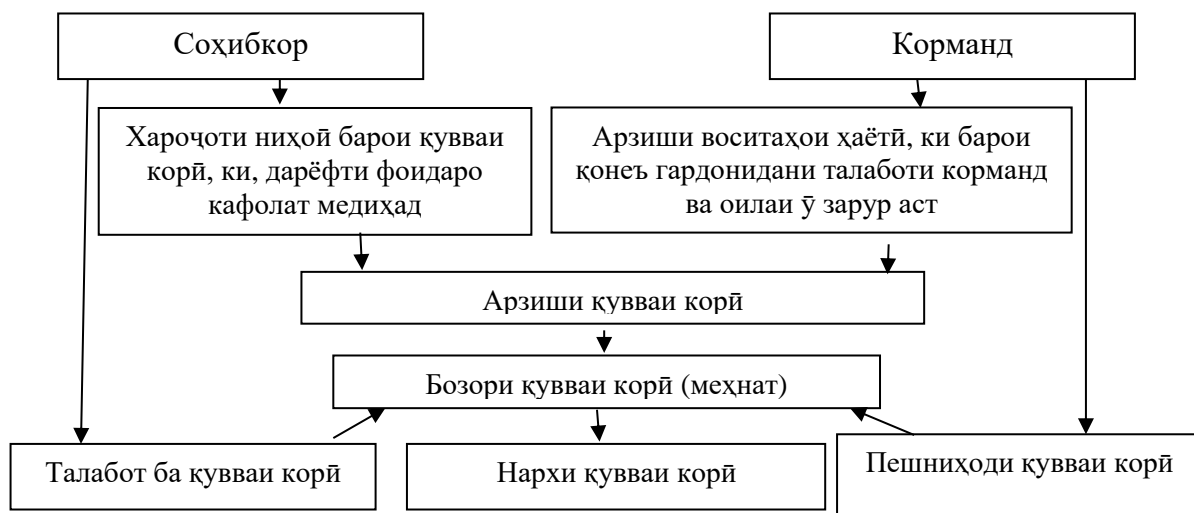 Соҳибкор
Корманд
Хароҷоти ниҳоӣ барои қувваи
корӣ, ки, дарёфти фоидаро
кафолат медиҳад
Арзиши воситаҳои ҳаётӣ, ки барои
қонеъ гардонидани талаботи корманд
ва оилаи ӯ зарур аст
Арзиши қувваи корӣ
Бозори қувваи корӣ (меҳнат)
Талабот ба қувваи корӣ
Нархи қувваи корӣ
Пешниҳоди қувваи корӣ